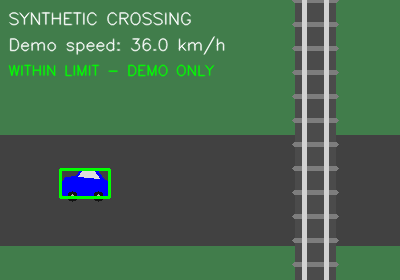 SYNTHETIC CROSSING
Demo speed: 36.0 km/h
WITHIN LIMIT – DEMO ONLY